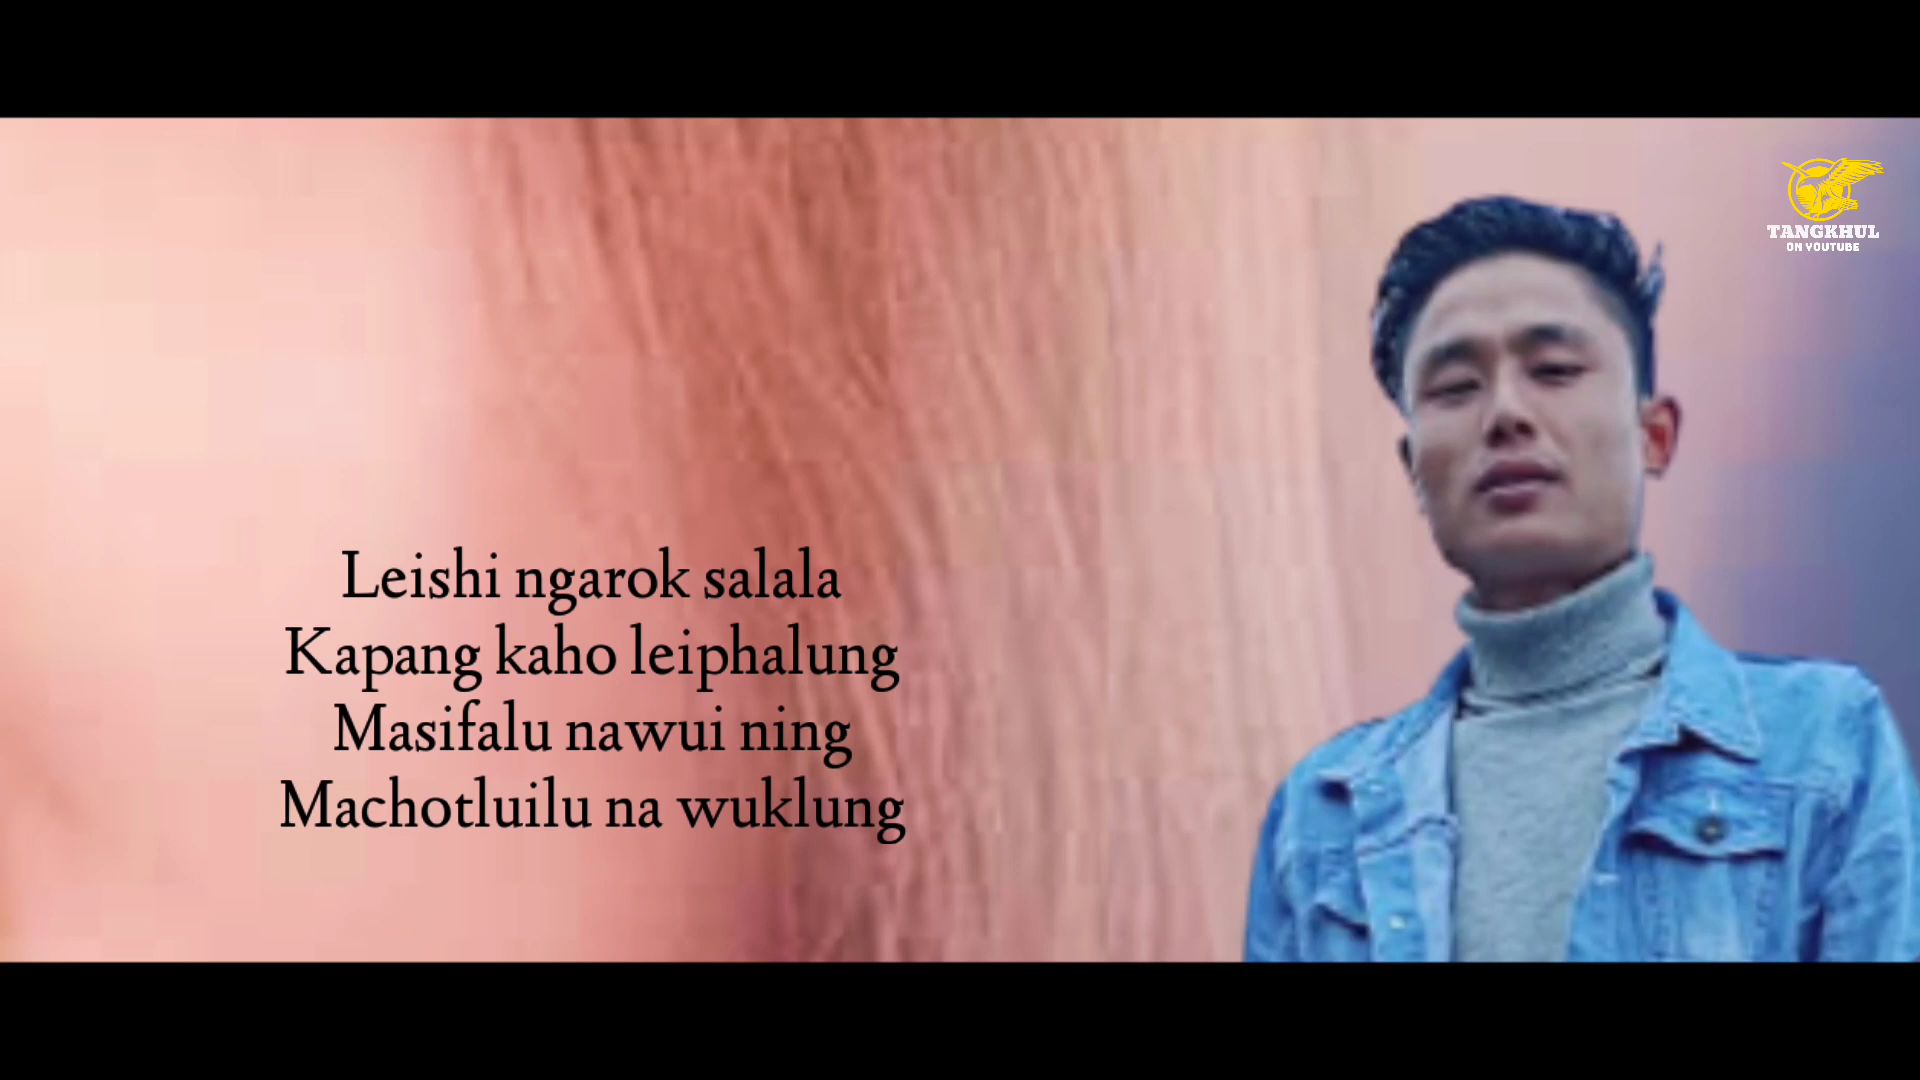 TANGKHUL
ON YOUTUBE
Leishi ngarok salala
Kapang kaho leiphalung
Masifalu nawui ning
Machotluilu na wuklung